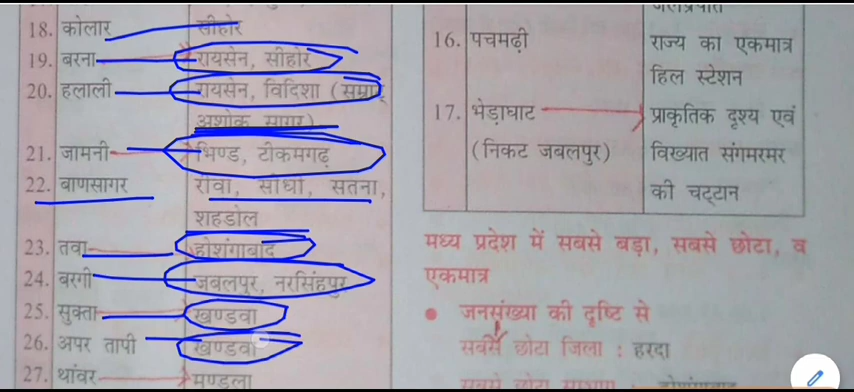 18. कोलार सीहोर
19. बरना रायसेन, सीहोर
20. हलाली रायसेन, विदिशा (सम्राट्
अशोक सागर)
21. जामनी भिण्ड, टीकमगढ़
22. बाणसागर रीवा, सीधी, सतना,
शहडोल
23. तवा होशंगाबाद
24. बरगी जबलपुर, नरसिंहपुर
25. सुक्ता खण्डवा
26. अपर तापी खण्डवा
27. थांवर मण्डला
जलप्रपात
16. पचमढ़ी राज्य का एकमात्र
हिल स्टेशन
17. भेड़ाघाट प्राकृतिक दृश्य एवं
(निकट जबलपुर) विख्यात संगमरमर
की चट्टान
मध्य प्रदेश में सबसे बड़ा, सबसे छोटा, व
एकमात्र
• जनसंख्या की दृष्टि से
सबसे छोटा जिला : हरदा